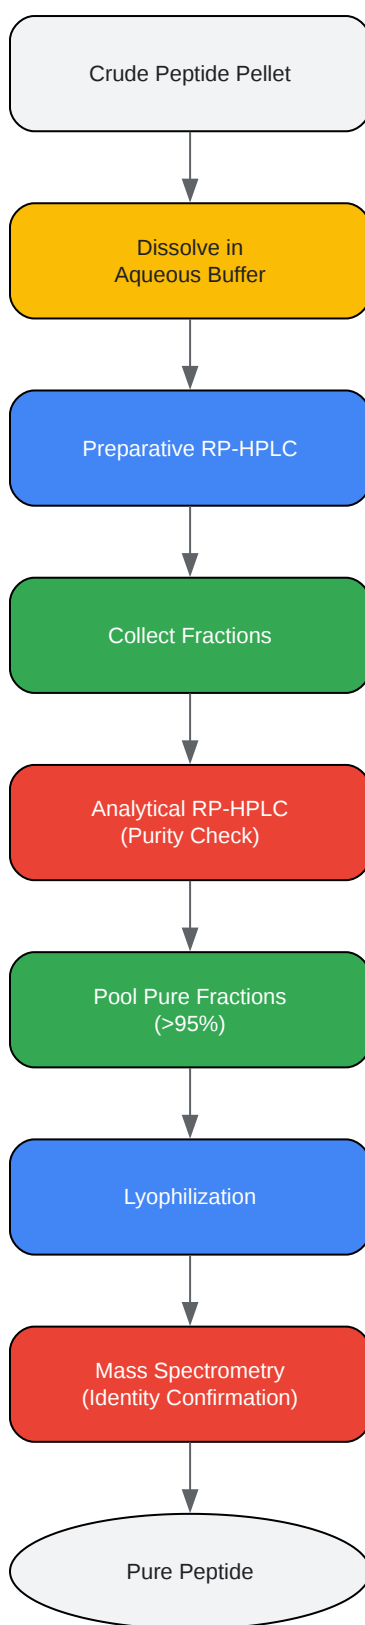 Crude Peptide Pellet
Dissolve in
Aqueous Buffer
Preparative RP-HPLC
Collect Fractions
Analytical RP-HPLC
(Purity Check)
Pool Pure Fractions
(>95%)
Lyophilization
Mass Spectrometry
(Identity Confirmation)
Pure Peptide